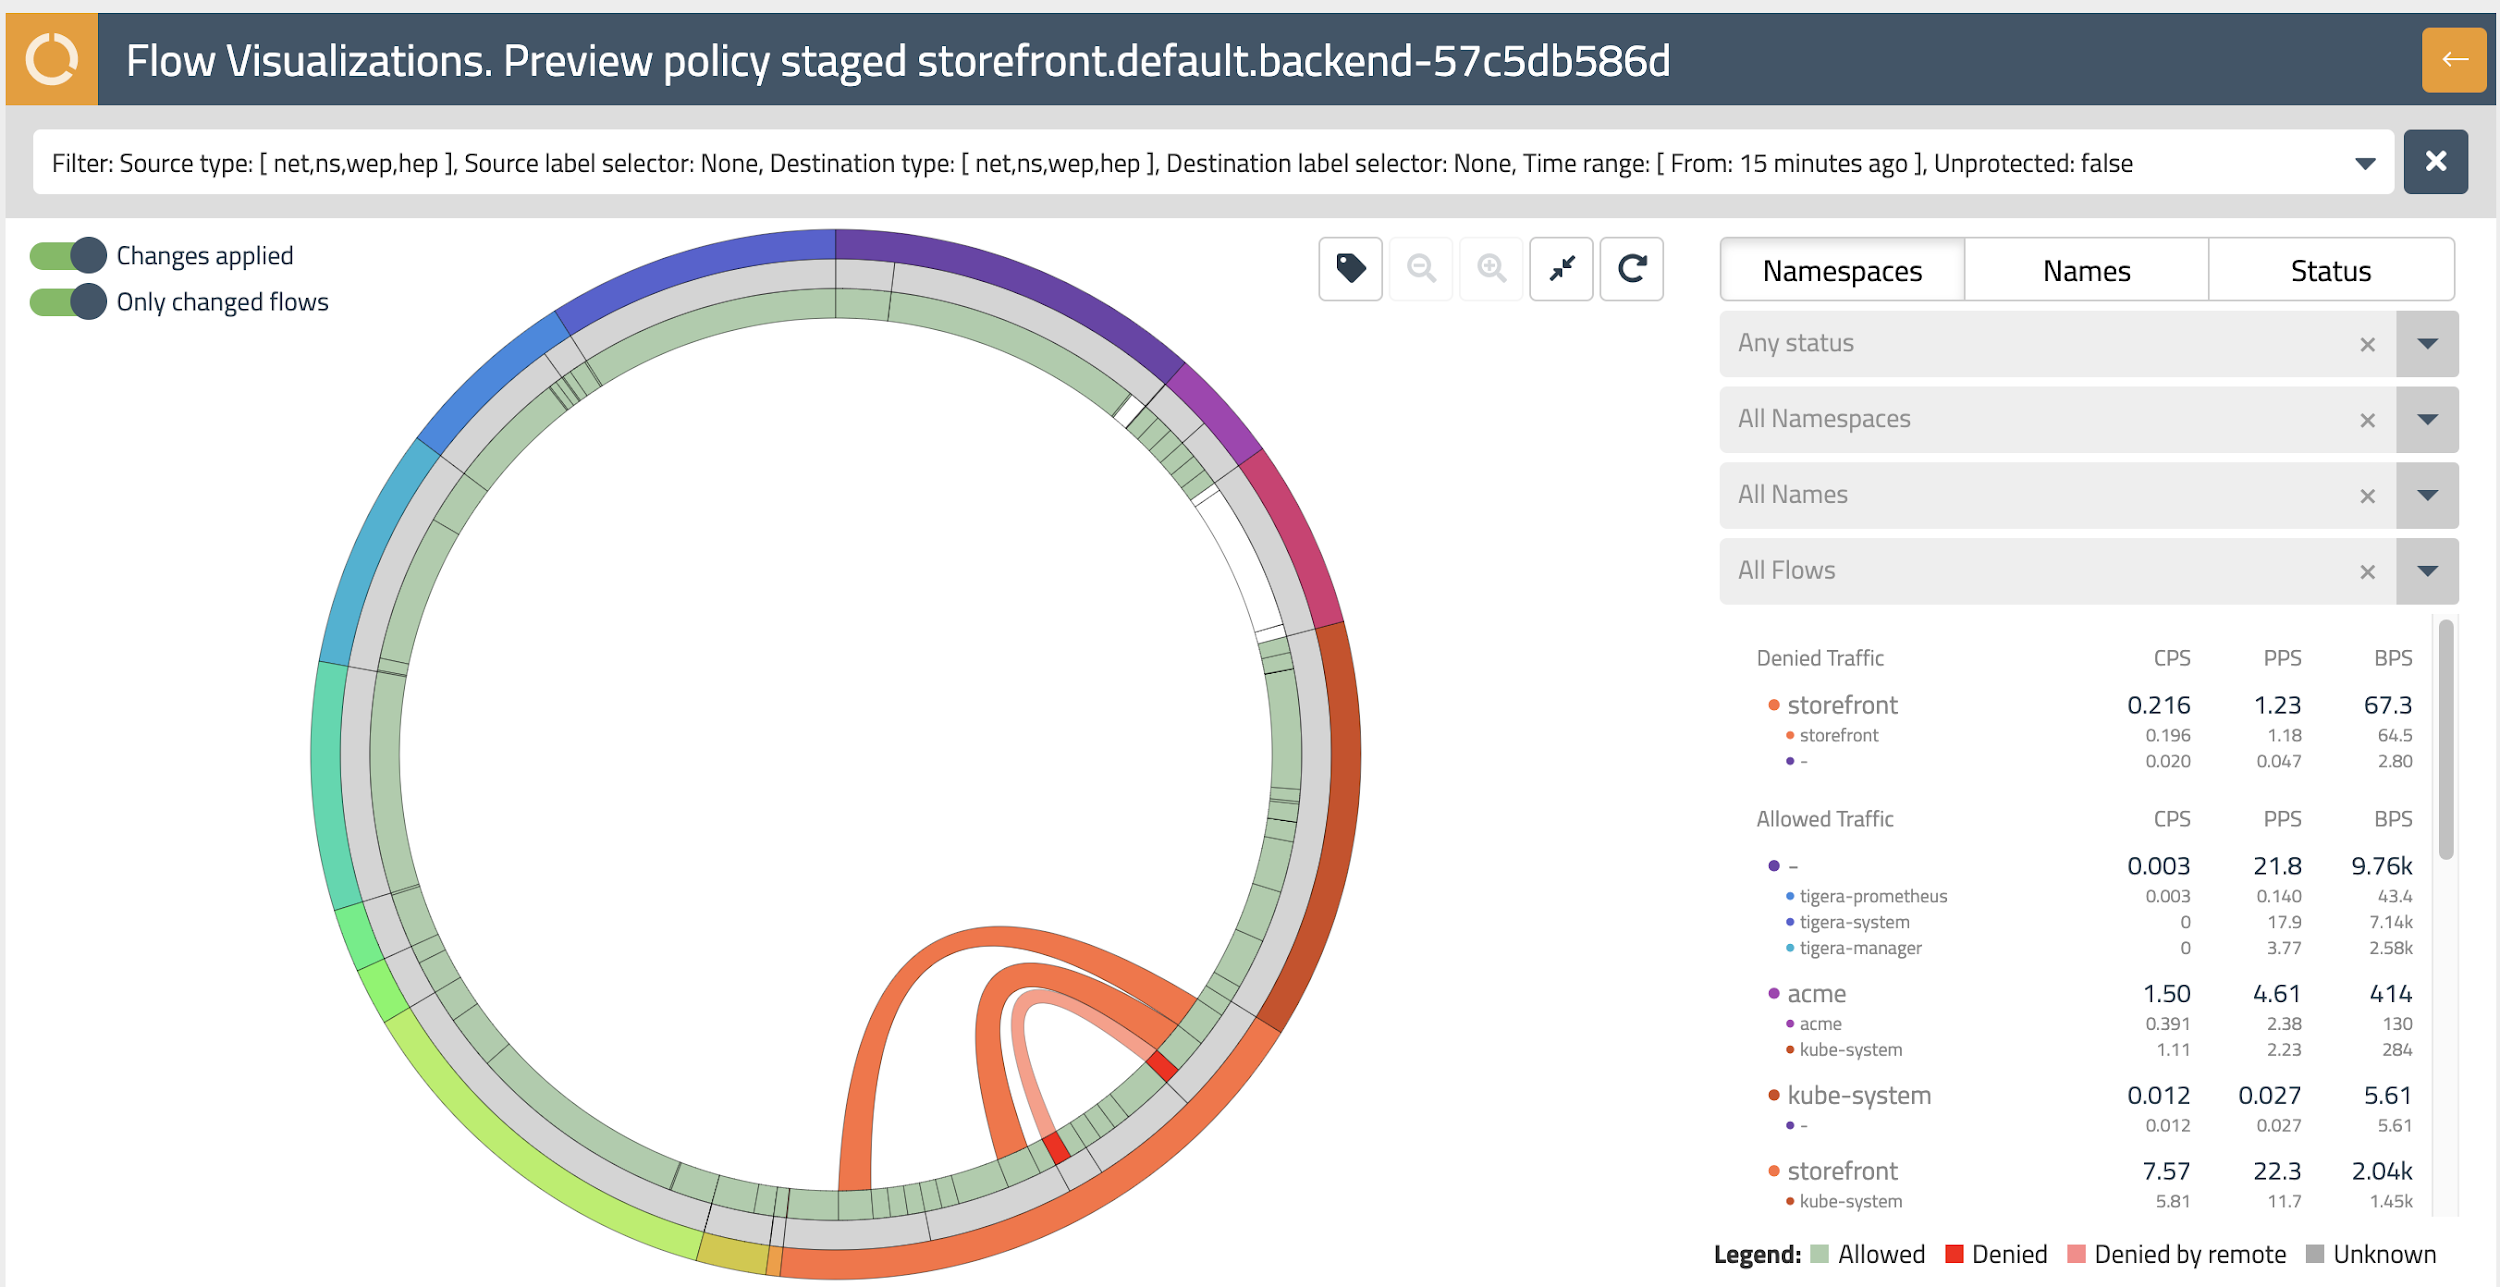 Flow Visualizations. Preview policy staged storefront.default.backend-57c5db586d
Filter: Source type: [ net,ns,wep,hep ], Source label selector: None, Destination type: [ net,ns,wep,hep ], Destination label selector: None, Time range: [ From: 15 minutes ago ], Unprotected: false
Changes applied
Only changed flows
Namespaces Names Status
Any status
All Namespaces
All Names
All Flows
Denied Traffic CPS PPS BPS
storefront 0.216 1.23 67.3
storefront 0.196 1.18 64.5
- 0.020 0.047 2.80
Allowed Traffic CPS PPS BPS
- 0.003 21.8 9.76k
tigera-prometheus 0.003 0.140 43.4
tigera-system 0 17.9 7.14k
tigera-manager 0 3.77 2.58k
acme 1.50 4.61 414
acme 0.391 2.38 130
kube-system 1.11 2.23 284
kube-system 0.012 0.027 5.61
- 0.012 0.027 5.61
storefront 7.57 22.3 2.04k
kube-system 5.81 11.7 1.45k
Legend: Allowed Denied Denied by remote Unknown